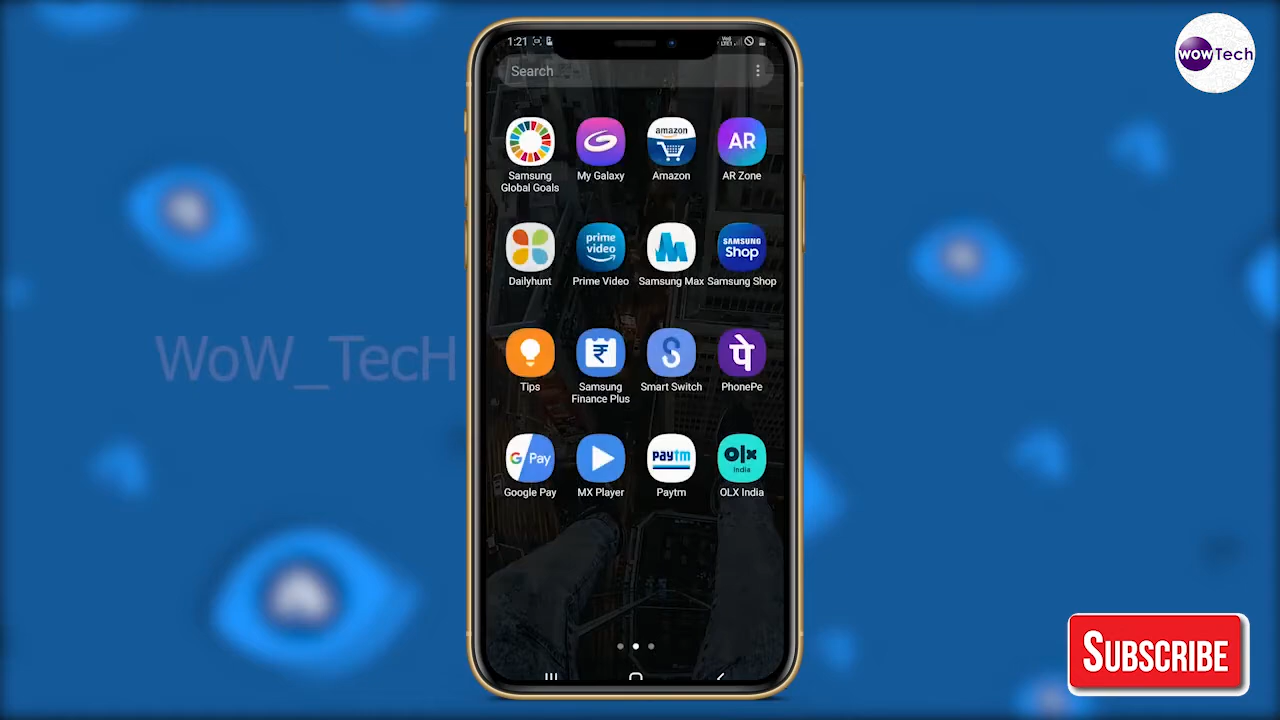 1:21
wowTech
Search
AR
amazon
Samsung
Global Goals
My Galaxy
Amazon
AR Zone
prime
video
SAMSUNG
Shop
Dailyhunt
Prime Video
Samsung Max
Samsung Shop
WoW_TecH
₹
पे
Tips
Samsung
Finance Plus
Smart Switch
PhonePe
G Pay
paytm
olx
India
Google Pay
MX Player
Paytm
OLX India
SUBSCRIBE